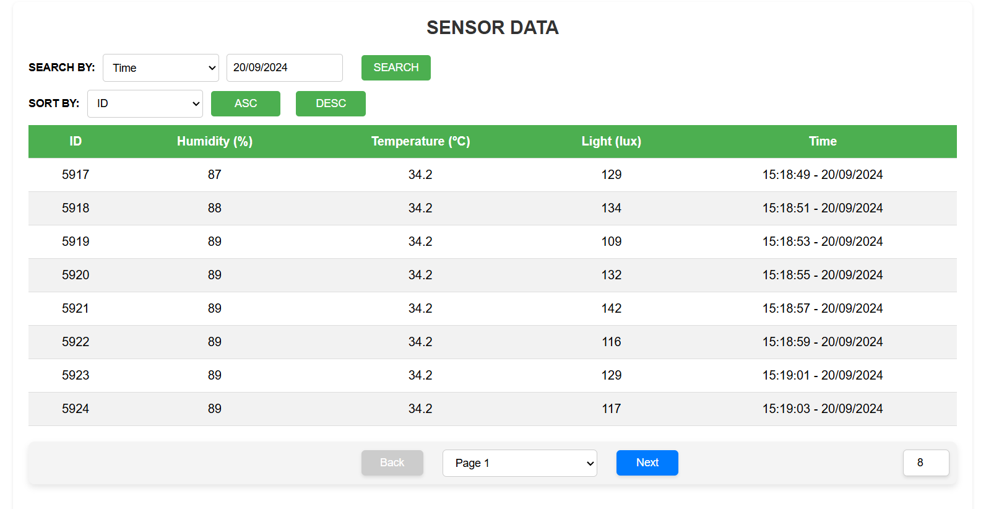 SENSOR DATA
SEARCH BY: Time 20/09/2024 SEARCH
SORT BY: ID ASC DESC
ID Humidity (%) Temperature (ºC) Light (lux) Time
5917 87 34.2 129 15:18:49 - 20/09/2024
5918 88 34.2 134 15:18:51 - 20/09/2024
5919 89 34.2 109 15:18:53 - 20/09/2024
5920 89 34.2 132 15:18:55 - 20/09/2024
5921 89 34.2 142 15:18:57 - 20/09/2024
5922 89 34.2 116 15:18:59 - 20/09/2024
5923 89 34.2 129 15:19:01 - 20/09/2024
5924 89 34.2 117 15:19:03 - 20/09/2024
Back Page 1 Next 8